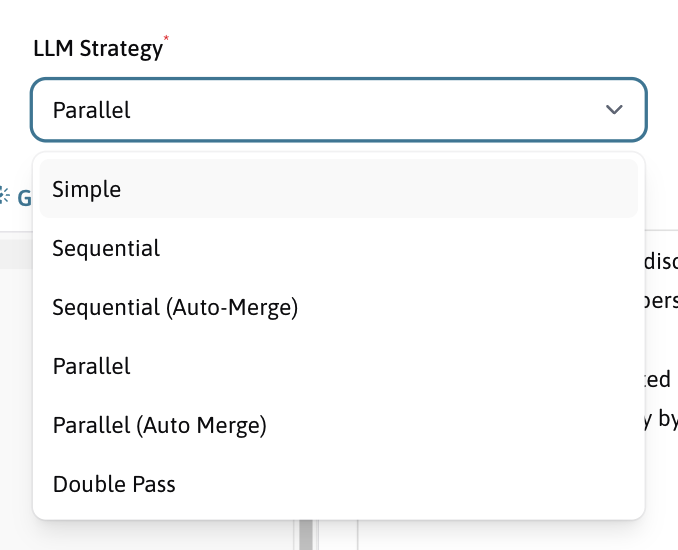 LLM Strategy*
Parallel
Simple
G
Sequential
disc
Sequential (Auto-Merge)
pers
Parallel
ted
Parallel (Auto Merge)
y by
Double Pass